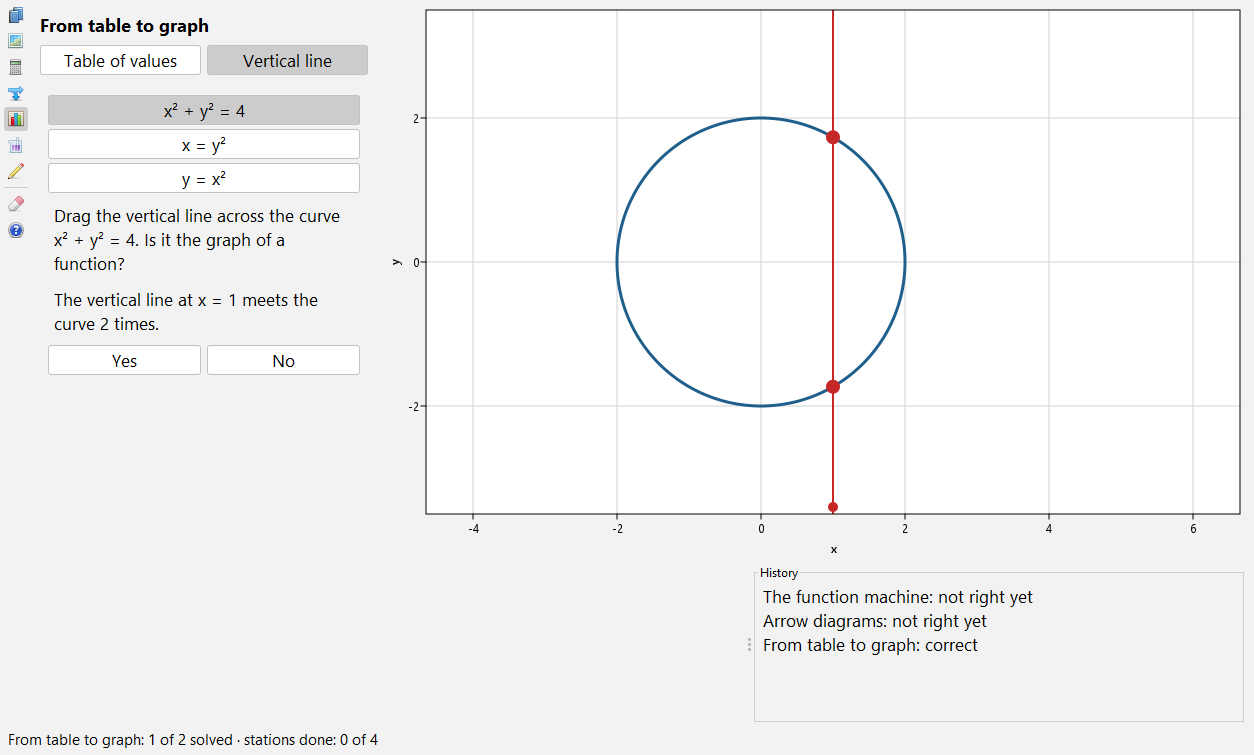 From table to graph
Table of values
Vertical line
x² + y² = 4
x = y²
y = x²
Drag the vertical line across the curve
x² + y² = 4. Is it the graph of a
function?
The vertical line at x = 1 meets the
curve 2 times.
Yes
No
2
0
-2
y
-4
-2
0
2
4
6
x
History
The function machine: not right yet
Arrow diagrams: not right yet
From table to graph: correct
From table to graph: 1 of 2 solved · stations done: 0 of 4